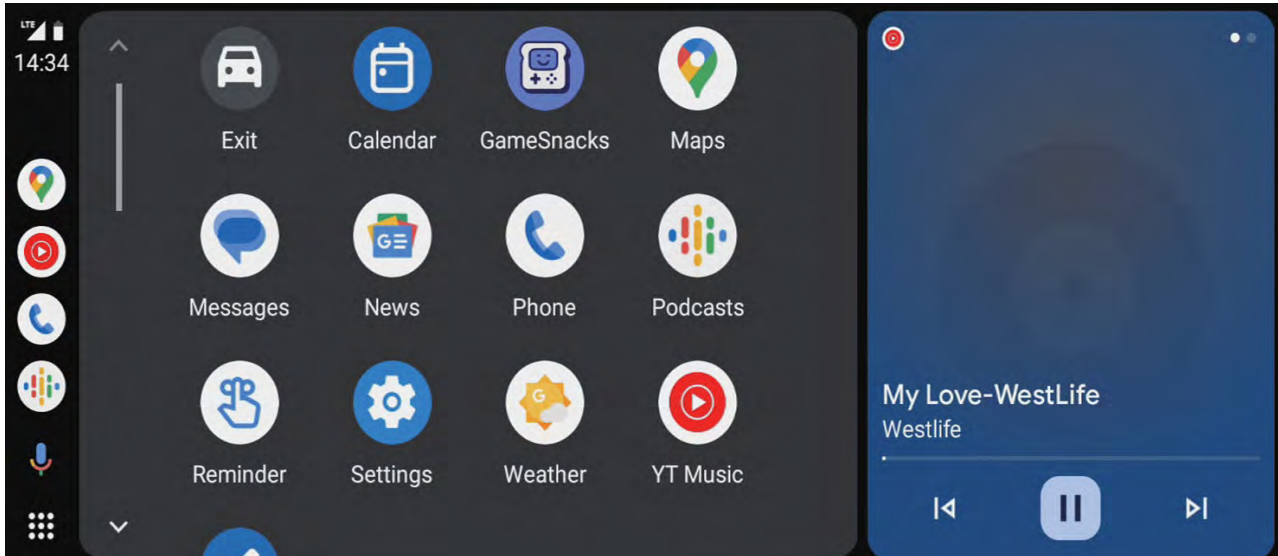 LTE
14:34
Exit
Calendar
GameSnacks
Maps
Messages
News
Phone
Podcasts
G
Reminder
Settings
Weather
YT Music
G
My Love-WestLife
Westlife